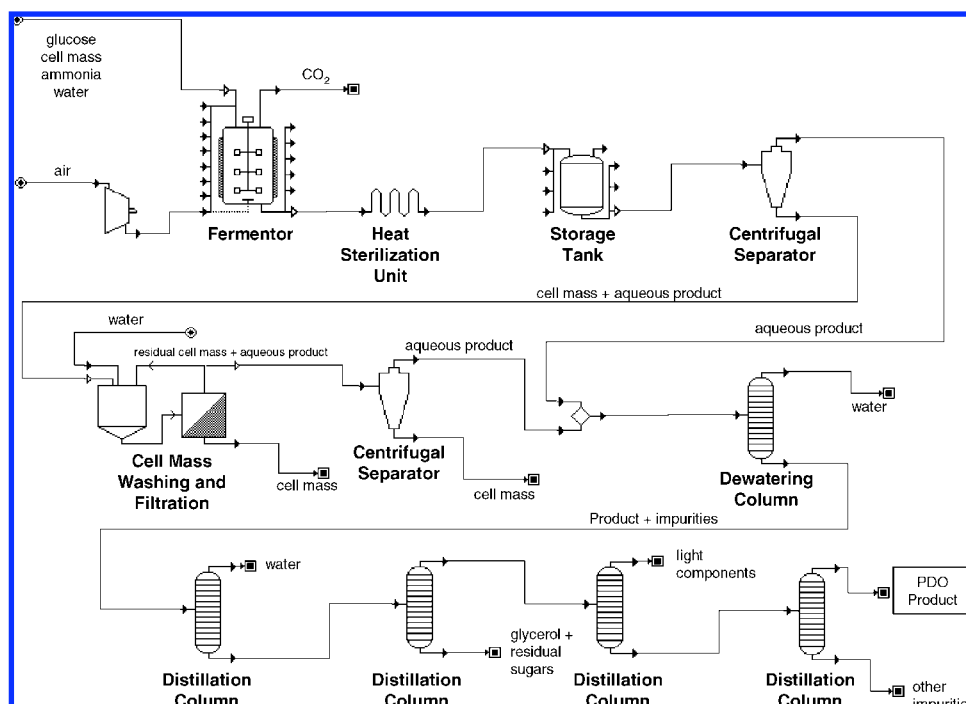 glucose
cell mass
ammonia
water
CO2
air
Fermentor
Heat
Sterilization
Unit
Storage
Tank
Centrifugal
Separator
cell mass + aqueous product
water
aqueous product
residual cell mass + aqueous product
aqueous product
water
Cell Mass
Washing and
Filtration
cell mass
Centrifugal
Separator
cell mass
Dewatering
Column
Product + impurities
water
glycerol +
residual
sugars
light
components
PDO
Product
Distillation
Column
Distillation
Column
Distillation
Column
Distillation
Column
other